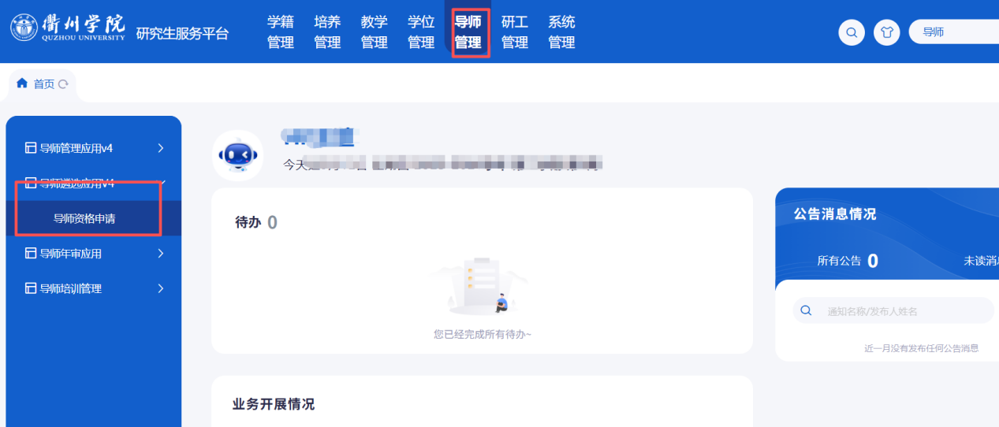 衢州学院
QUZHOU UNIVERSITY
研究生服务平台
学籍
管理
培养
管理
教学
管理
学位
管理
导师
管理
研工
管理
系统
管理
导师
首页
导师管理应用v4
导师遴选应用V4
导师资格申请
导师年审应用
导师培训管理
今天
待办 0
您已经完成所有待办~
业务开展情况
公告消息情况
所有公告 0
未读消息
通知名称/发布人姓名
近一月没有发布任何公告消息